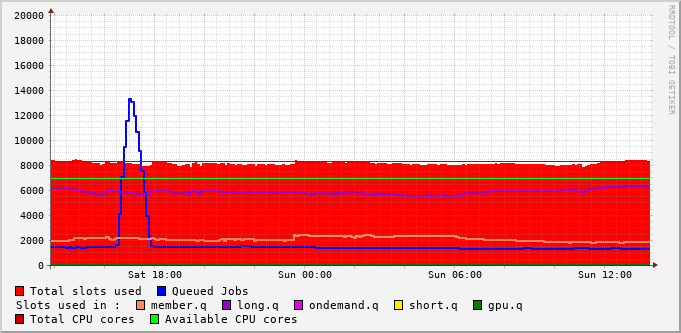 RRDTOOL / TOBI OETIKER
20000
18000
16000
14000
12000
10000
8000
6000
4000
2000
0
Sat 18:00 Sun 00:00 Sun 06:00 Sun 12:00
Total slots used Queued Jobs
Slots used in : member.q long.q ondemand.q short.q gpu.q
Total CPU cores Available CPU cores